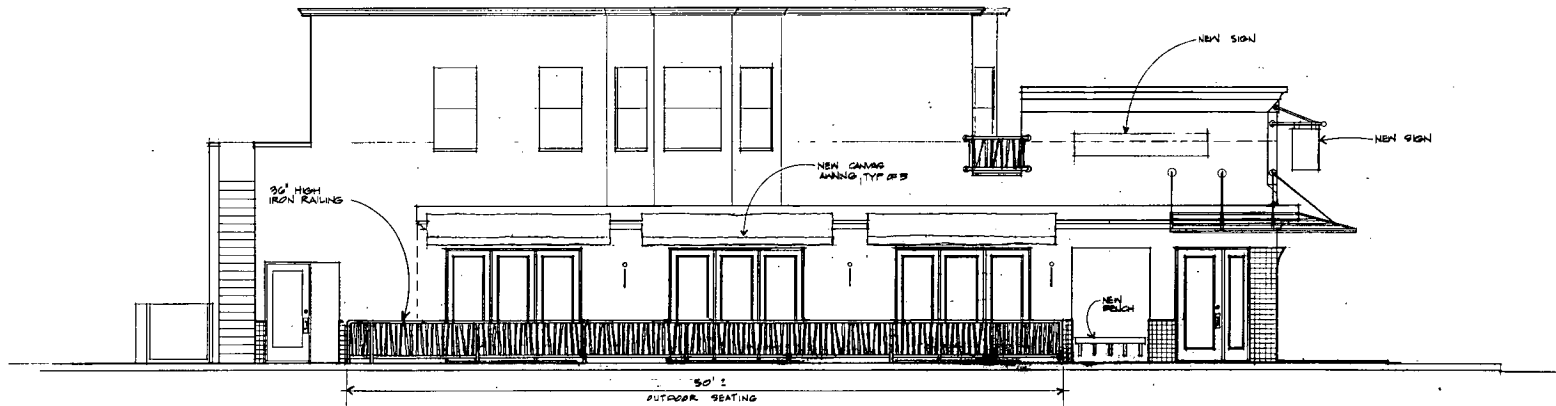 NEW SIGN
NEW SIGN
NEW CANVAS
AWNING, TYP OF 3
36" HIGH
IRON RAILING
NEW
BENCH
50' ±
OUTDOOR SEATING